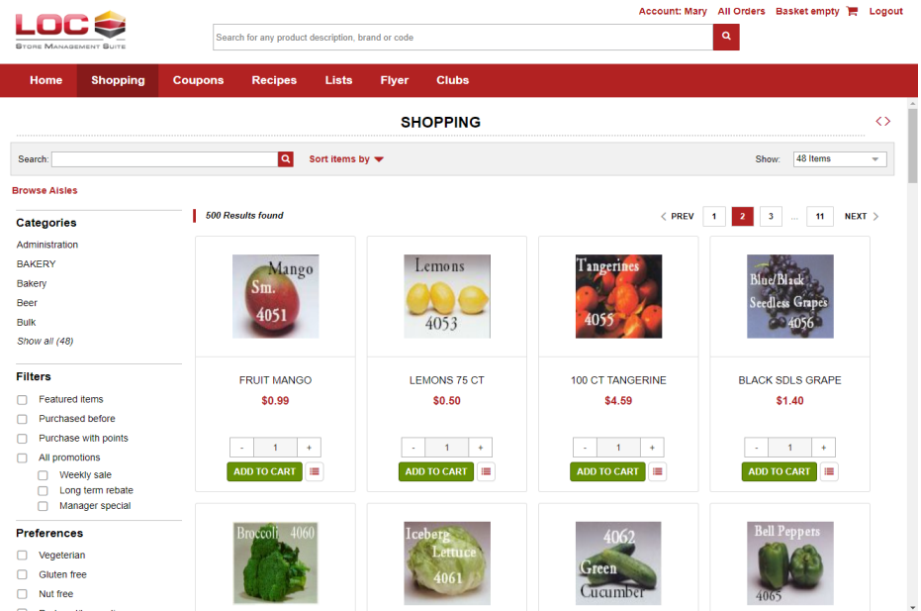 LOC
STORE MANAGEMENT SUITE
Account: Mary All Orders Basket empty Logout
Search for any product description, brand or code
Home Shopping Coupons Recipes Lists Flyer Clubs
SHOPPING
Search: Sort items by Show: 48 Items
Browse Aisles
500 Results found
PREV 1 2 3 ... 11 NEXT
Categories
Administration
BAKERY
Bakery
Beer
Bulk
Show all (48)
Filters
Featured items
Purchased before
Purchase with points
All promotions
Weekly sale
Long term rebate
Manager special
Preferences
Vegeterian
Gluten free
Nut free
Mango
Sm.
4051
FRUIT MANGO
$0.99
- 1 +
ADD TO CART
Lemons
4053
LEMONS 75 CT
$0.50
- 1 +
ADD TO CART
Tangerines
4055
100 CT TANGERINE
$4.59
- 1 +
ADD TO CART
Blue/Black
Seedless Grapes
4056
BLACK SDLS GRAPE
$1.40
- 1 +
ADD TO CART
Broccoli 4060
Iceberg
Lettuce
4061
4062
Green
Cucumber
Bell Peppers
4065